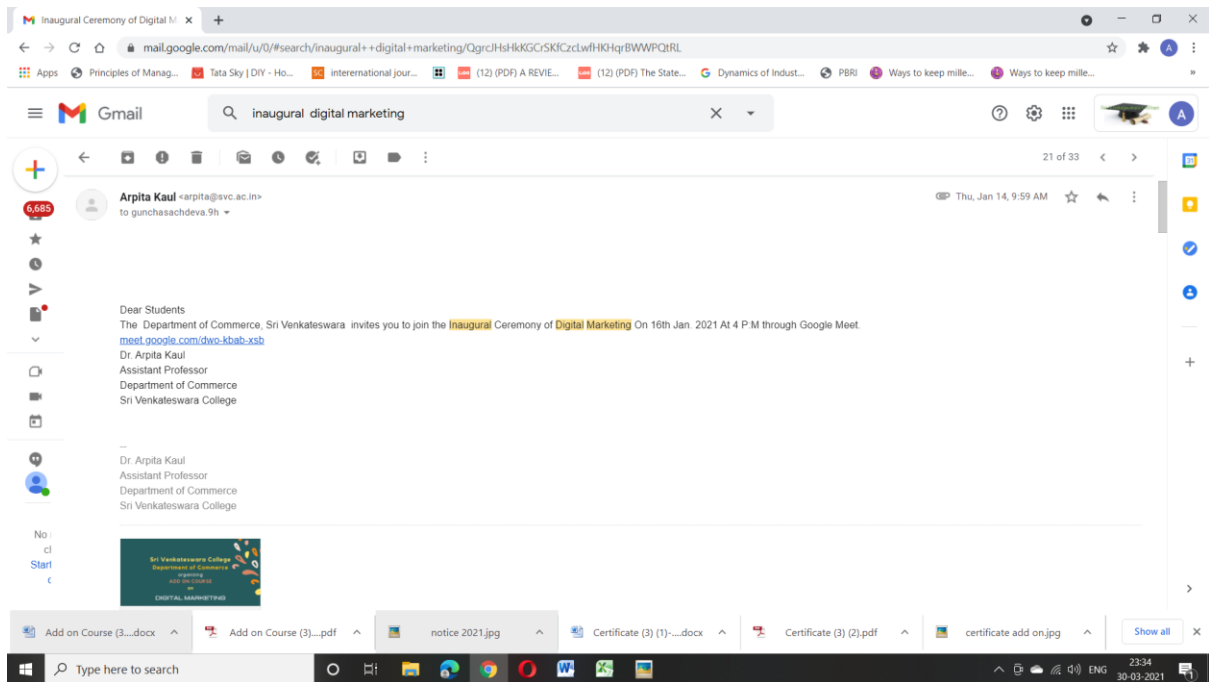 Inaugural Ceremony of Digital M
mail.google.com/mail/u/0/#search/inaugural++digital+marketing/QgrcJHsHkKGCrSKfCzcLwfHKHqrBWWPQtRL
A
Apps Principles of Manag... Tata Sky | DIY - Ho... SC interernational jour... (12) (PDF) A REVIE... (12) (PDF) The State... G Dynamics of Indust... PBRI Ways to keep mille... Ways to keep mille...
Gmail inaugural digital marketing A
21 of 33
6,685
Arpita Kaul <arpita@svc.ac.in> Thu, Jan 14, 9:59 AM
to gunchasachdeva.9h
Dear Students
The Department of Commerce, Sri Venkateswara invites you to join the Inaugural Ceremony of Digital Marketing On 16th Jan. 2021 At 4 P:M through Google Meet.
meet.google.com/dwo-kbab-xsb
Dr. Arpita Kaul
Assistant Professor
Department of Commerce
Sri Venkateswara College
--
Dr. Arpita Kaul
Assistant Professor
Department of Commerce
Sri Venkateswara College
No
Start
Sri Venkateswara College
Department of Commerce
organising
ADD ON COURSE
on
DIGITAL MARKETING
Add on Course (3....docx Add on Course (3)....pdf notice 2021.jpg Certificate (3) (1)-....docx Certificate (3) (2).pdf certificate add on.jpg Show all
Type here to search ENG 23:34
30-03-2021